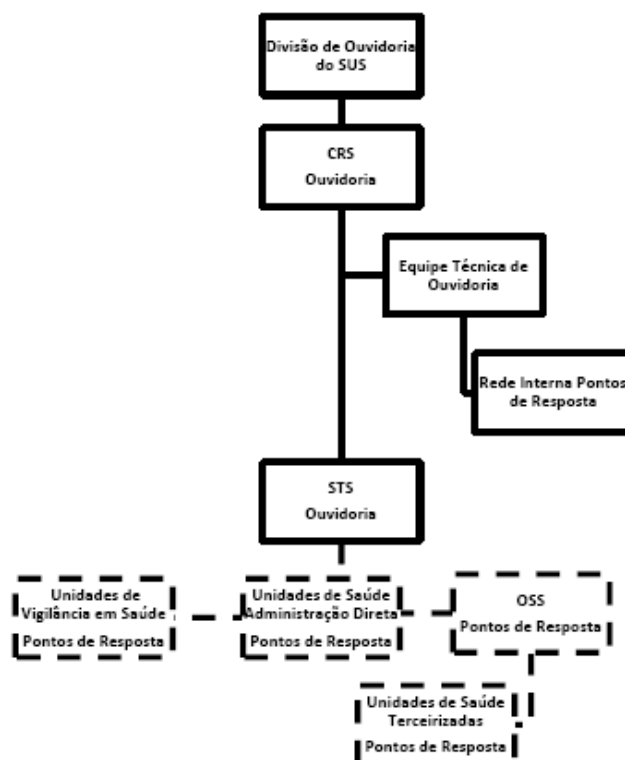 Divisão de Ouvidoria
do SUS
CRS
Ouvidoria
Equipe Técnica de
Ouvidoria
Rede Interna Pontos
de Resposta
STS
Ouvidoria
Unidades de
Vigilância em Saúde
Pontos de Resposta
Unidades de Saúde
Administração Direta
Pontos de Resposta
OSS
Pontos de Resposta
Unidades de Saúde
Terceirizadas
Pontos de Resposta